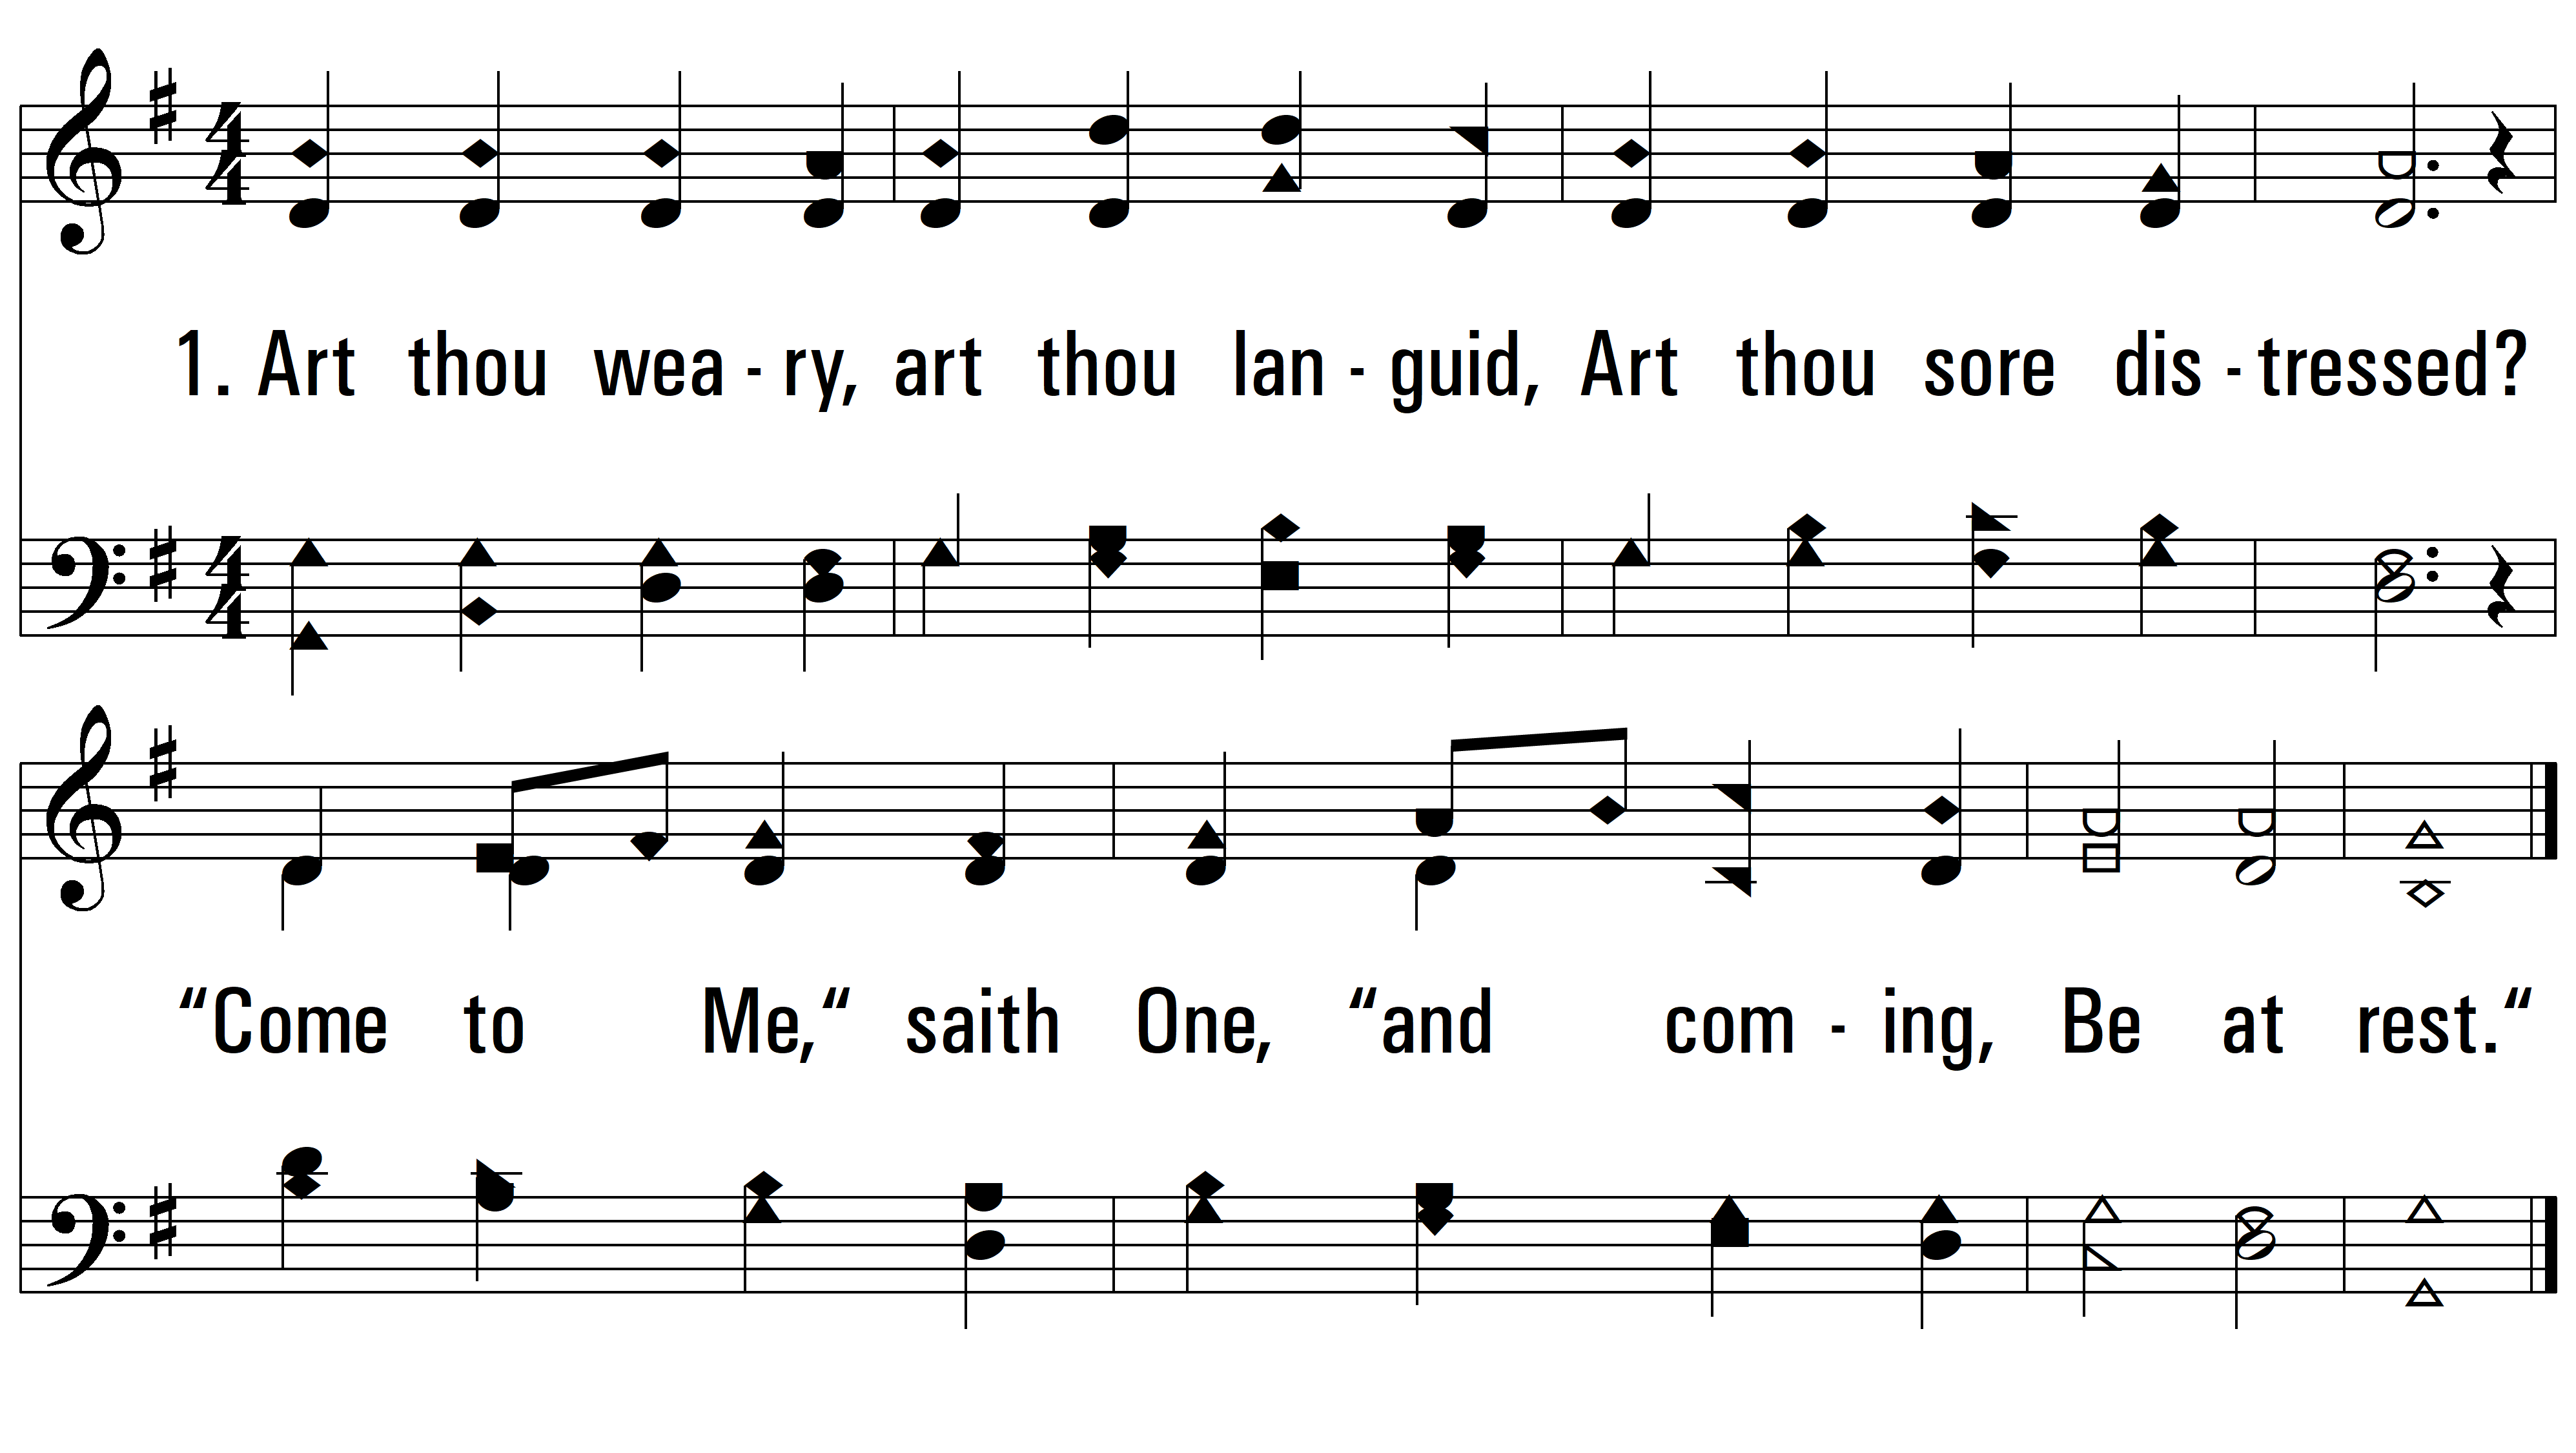 1. Art thou wea - ry, art thou lan - guid, Art thou sore dis - tressed?
“Come to Me,“ saith One, “and com - ing, Be at rest.“